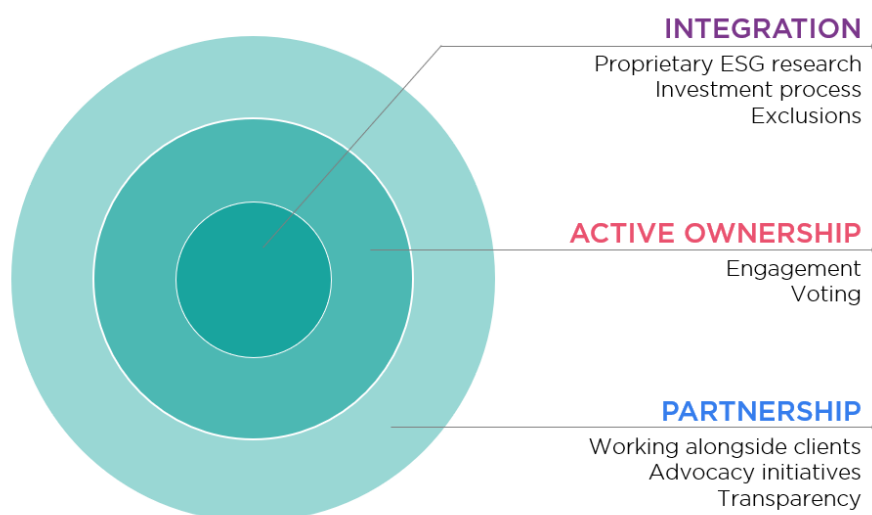 INTEGRATION
Proprietary ESG research
Investment process
Exclusions
ACTIVE OWNERSHIP
Engagement
Voting
PARTNERSHIP
Working alongside clients
Advocacy initiatives
Transparency